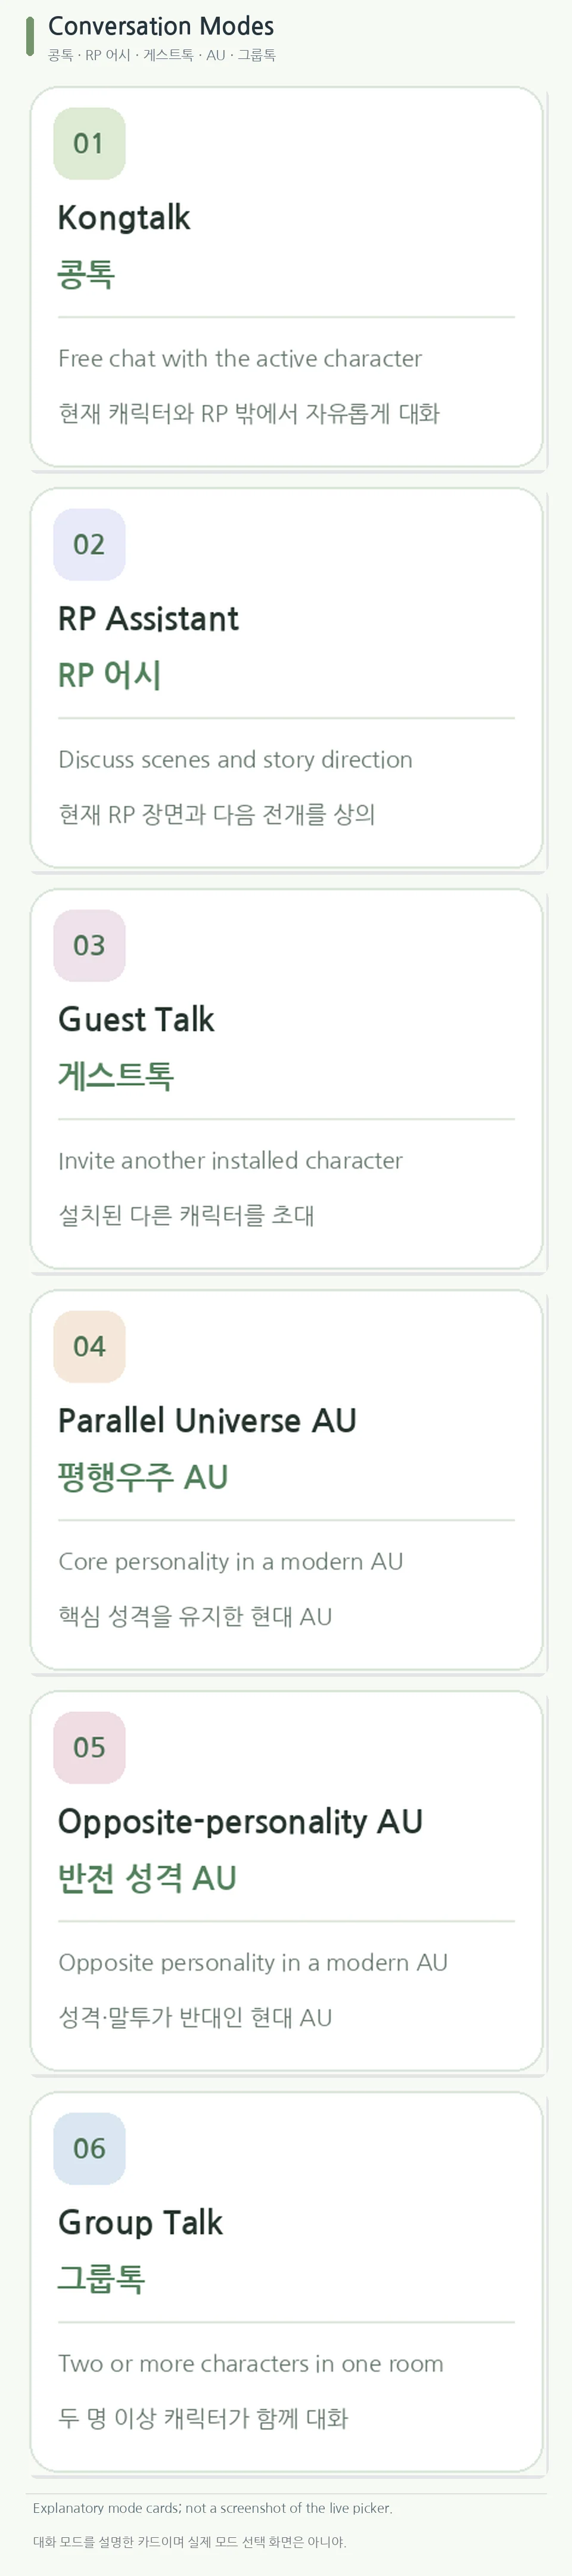 Conversation Modes
콩톡 · RP 어시 · 게스트톡 · AU · 그룹톡
01
Kongtalk
콩톡
Free chat with the active character
현재 캐릭터와 RP 밖에서 자유롭게 대화
02
RP Assistant
RP 어시
Discuss scenes and story direction
현재 RP 장면과 다음 전개를 상의
03
Guest Talk
게스트톡
Invite another installed character
설치된 다른 캐릭터를 초대
04
Parallel Universe AU
평행우주 AU
Core personality in a modern AU
핵심 성격을 유지한 현대 AU
05
Opposite-personality AU
반전 성격 AU
Opposite personality in a modern AU
성격·말투가 반대인 현대 AU
06
Group Talk
그룹톡
Two or more characters in one room
두 명 이상 캐릭터가 함께 대화
Explanatory mode cards; not a screenshot of the live picker.
대화 모드를 설명한 카드이며 실제 모드 선택 화면은 아니야.